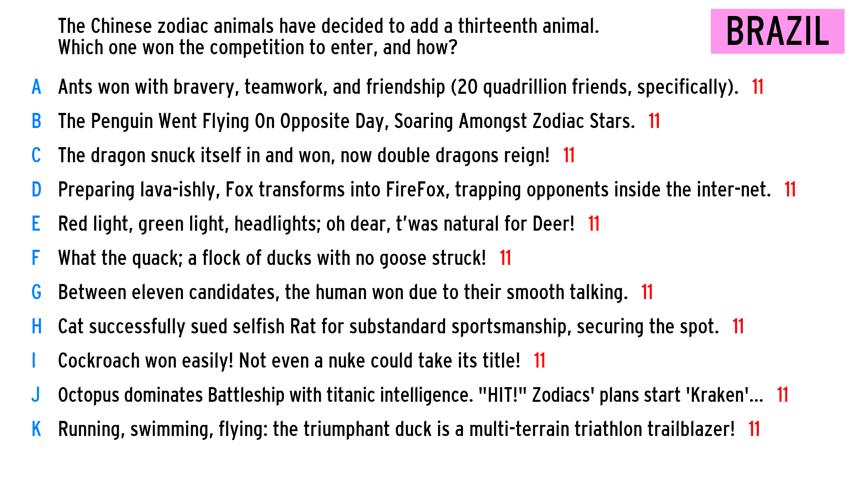 The Chinese zodiac animals have decided to add a thirteenth animal.
Which one won the competition to enter, and how?
BRAZIL
A Ants won with bravery, teamwork, and friendship (20 quadrillion friends, specifically). 11
B The Penguin Went Flying On Opposite Day, Soaring Amongst Zodiac Stars. 11
C The dragon snuck itself in and won, now double dragons reign! 11
D Preparing lava-ishly, Fox transforms into FireFox, trapping opponents inside the inter-net. 11
E Red light, green light, headlights; oh dear, t'was natural for Deer! 11
F What the quack; a flock of ducks with no goose struck! 11
G Between eleven candidates, the human won due to their smooth talking. 11
H Cat successfully sued selfish Rat for substandard sportsmanship, securing the spot. 11
I Cockroach won easily! Not even a nuke could take its title! 11
J Octopus dominates Battleship with titanic intelligence. "HIT!" Zodiacs' plans start 'Kraken'... 11
K Running, swimming, flying: the triumphant duck is a multi-terrain triathlon trailblazer! 11